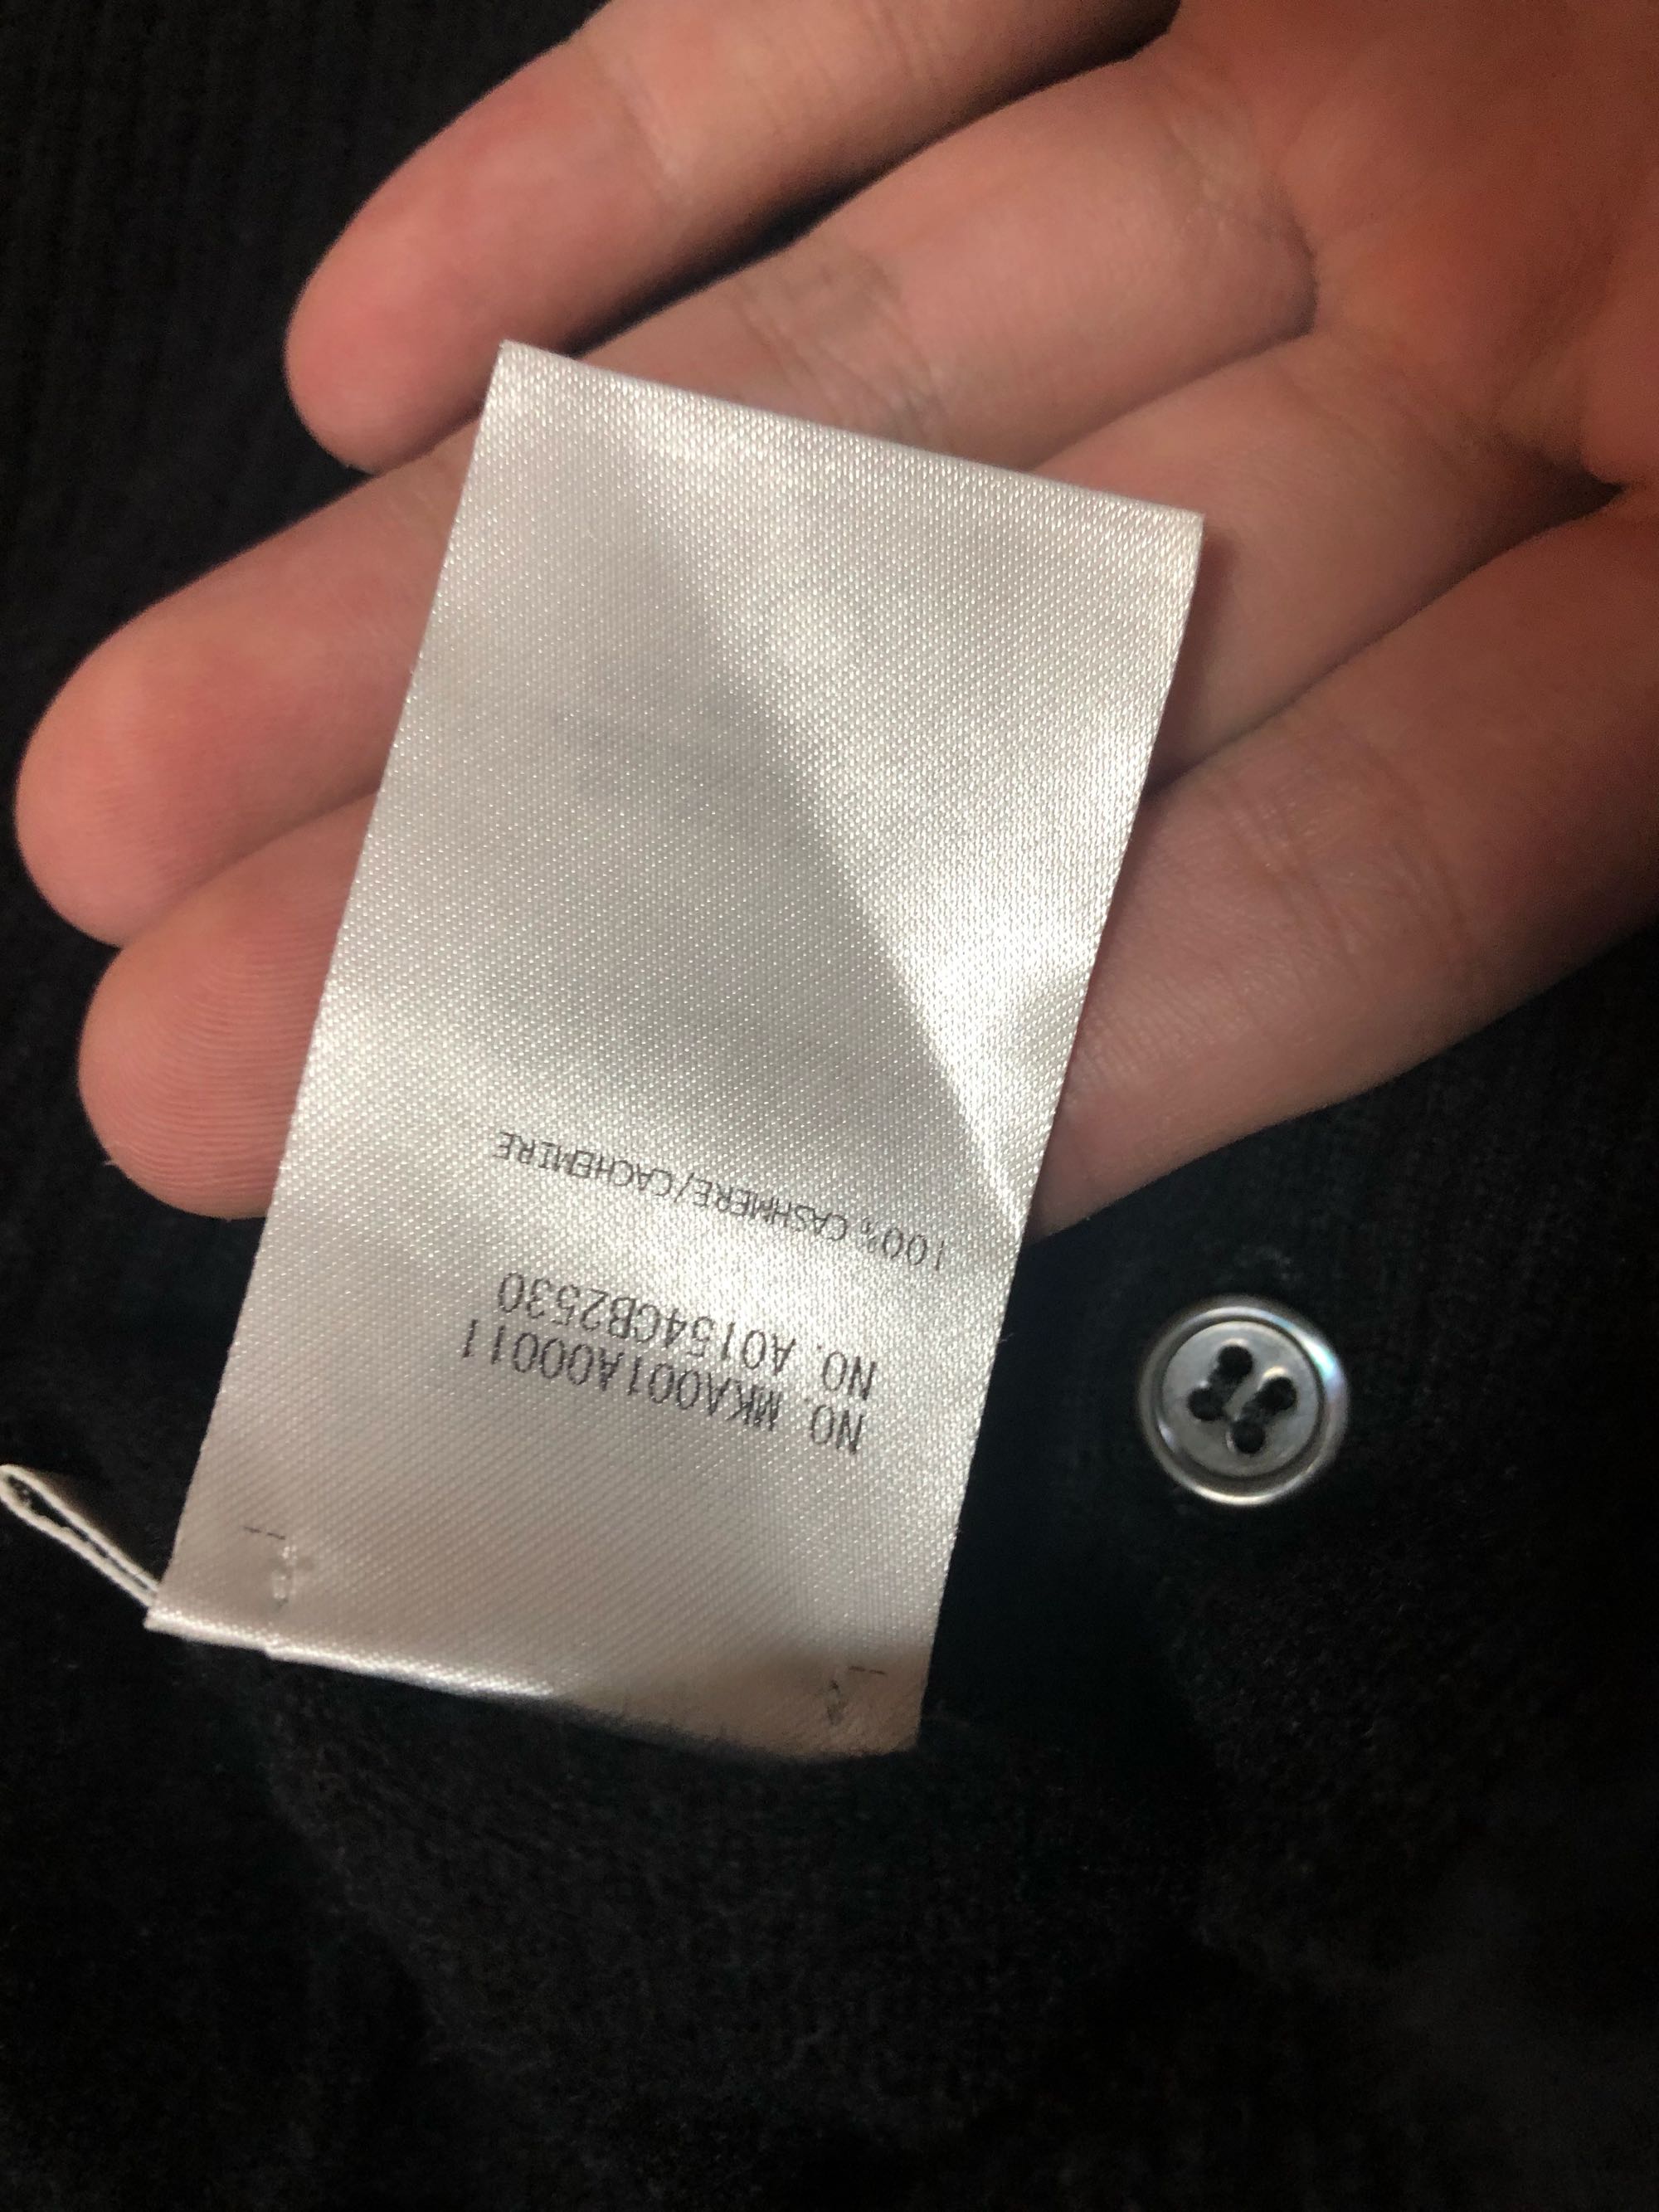 NO. MKA001A00011
NO. A0154CB2530
100% CASHMERE/CACHEMIRE